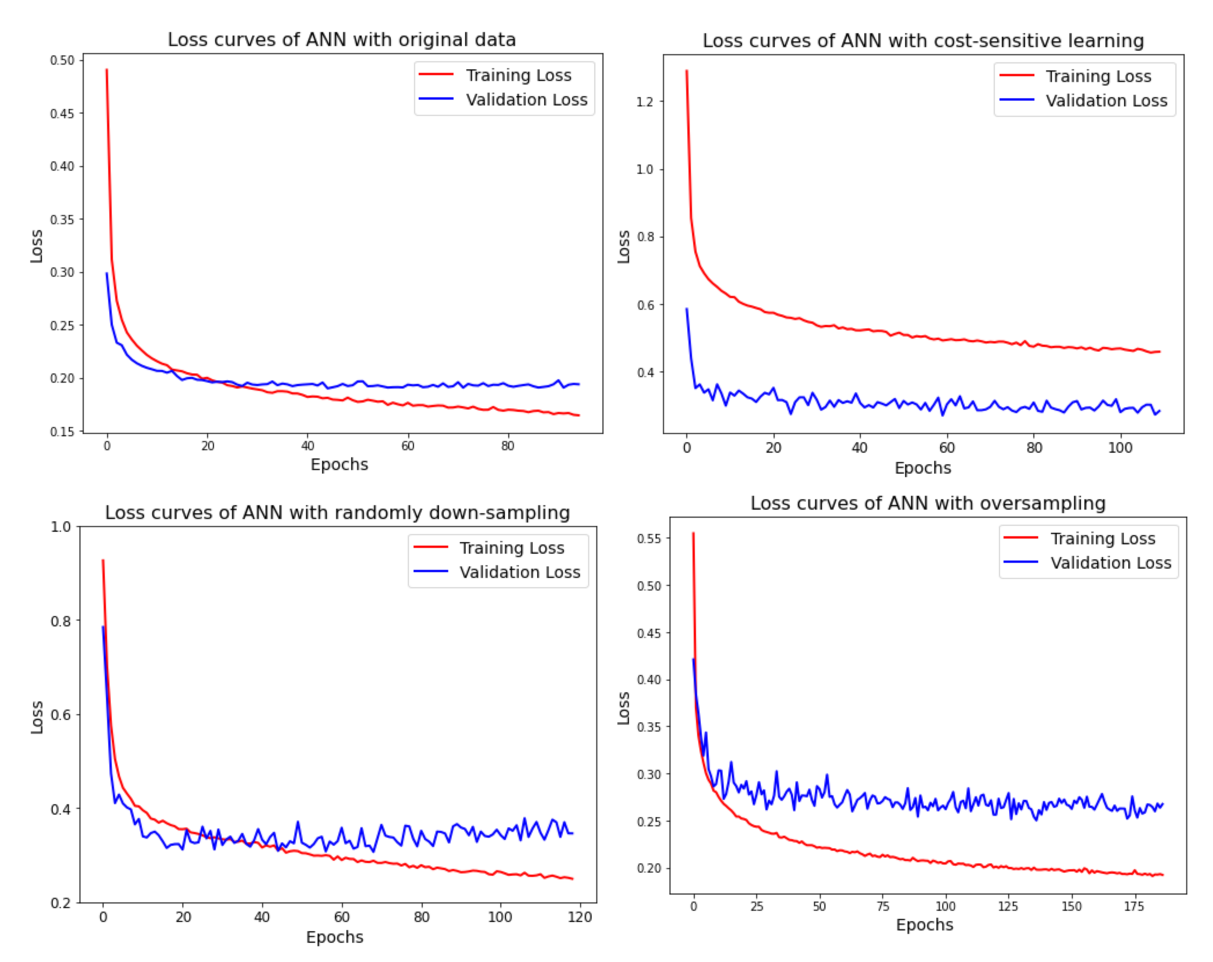 Loss curves of ANN with original data
0.50
0.45
0.40
0.35
0.30
0.25
0.20
0.15
Loss
Training Loss
Validation Loss
0 20 40 60 80
Epochs
Loss curves of ANN with cost-sensitive learning
1.2
1.0
0.8
0.6
0.4
Loss
Training Loss
Validation Loss
0 20 40 60 80 100
Epochs
Loss curves of ANN with randomly down-sampling
1.0
0.8
0.6
0.4
0.2
Loss
Training Loss
Validation Loss
0 20 40 60 80 100 120
Epochs
Loss curves of ANN with oversampling
0.55
0.50
0.45
0.40
0.35
0.30
0.25
0.20
Loss
Training Loss
Validation Loss
0 25 50 75 100 125 150 175
Epochs